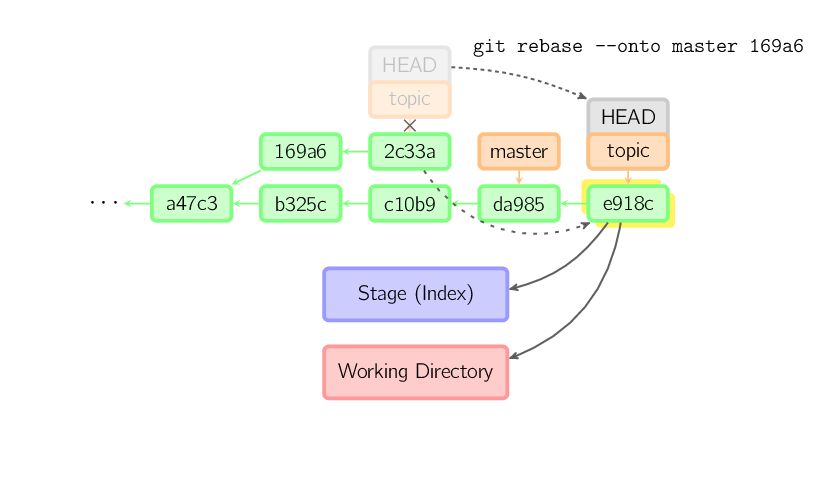 git rebase --onto master 169a6
HEAD
topic
HEAD
169a6
2c33a
master
topic
...
a47c3
b325c
c10b9
da985
e918c
Stage (Index)
Working Directory